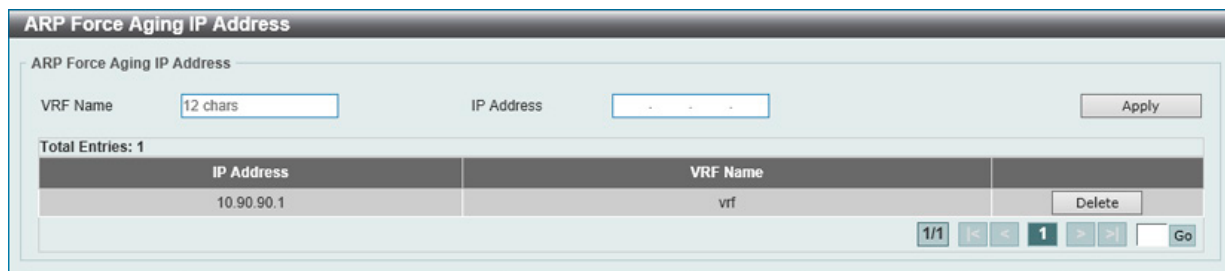 ARP Force Aging IP Address
ARP Force Aging IP Address
VRF Name 12 chars IP Address . . . Apply
Total Entries: 1
IP Address VRF Name
10.90.90.1 vrf Delete
1/1 |< < 1 > >| Go